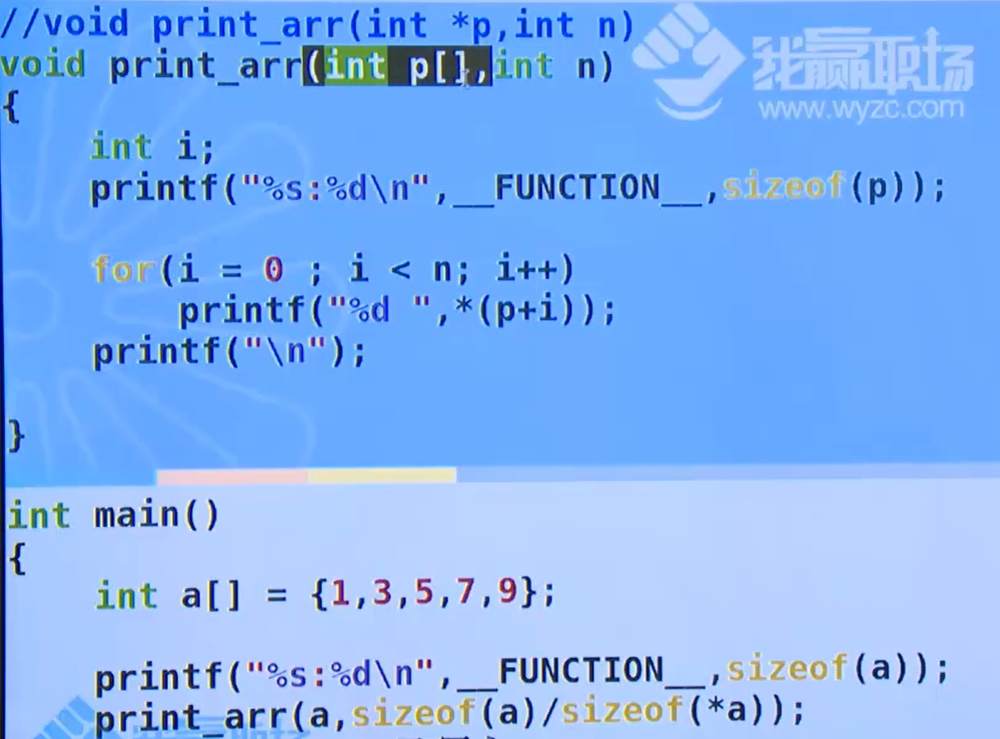 //void print_arr(int *p,int n)
void print_arr(int p[],int n)
{
int i;
printf("%s:%d\n",__FUNCTION__,sizeof(p));
for(i = 0 ; i < n; i++)
printf("%d ",*(p+i));
printf("\n");
}
int main()
{
int a[] = {1,3,5,7,9};
printf("%s:%d\n",__FUNCTION__,sizeof(a));
print_arr(a,sizeof(a)/sizeof(*a));
我赢职场
www.wyzc.com